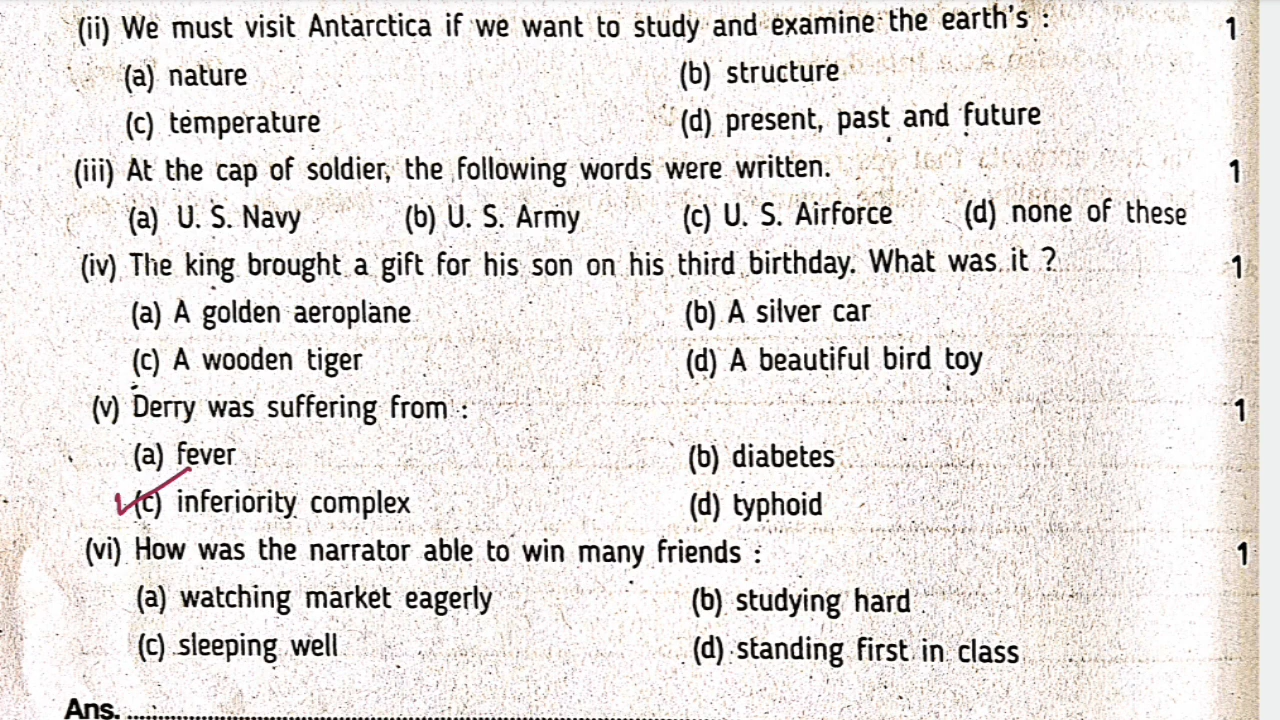 (ii) We must visit Antarctica if we want to study and examine the earth's : 1
(a) nature (b) structure
(c) temperature (d) present, past and future
(iii) At the cap of soldier, the following words were written. 1
(a) U. S. Navy (b) U. S. Army (c) U. S. Airforce (d) none of these
(iv) The king brought a gift for his son on his third birthday. What was it ? 1
(a) A golden aeroplane (b) A silver car
(c) A wooden tiger (d) A beautiful bird toy
(v) Derry was suffering from : 1
(a) fever (b) diabetes
(c) inferiority complex (d) typhoid
(vi) How was the narrator able to win many friends : 1
(a) watching market eagerly (b) studying hard
(c) sleeping well (d) standing first in class
Ans. ........................................